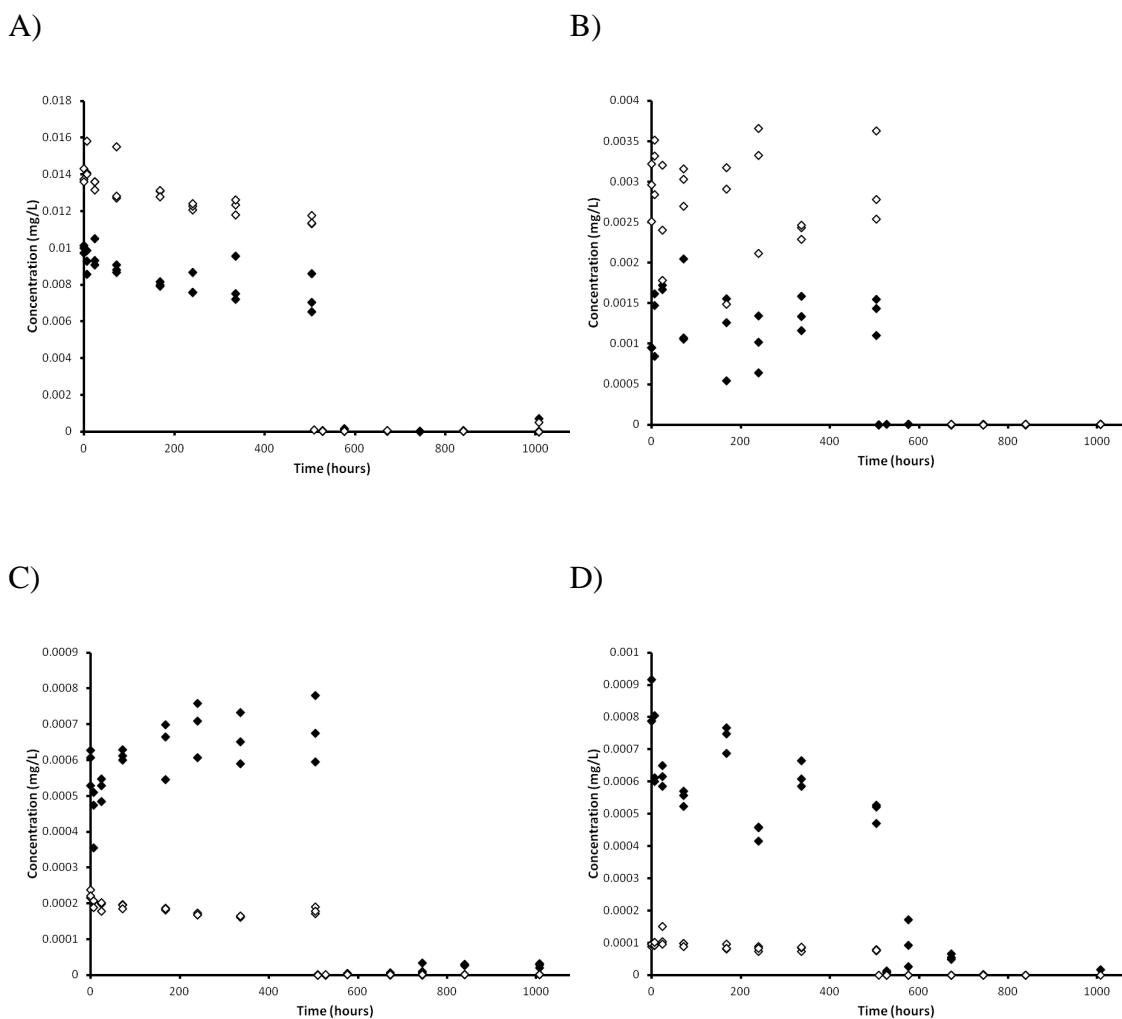 A)
B)
0.018
0.016
0.014
0.012
0.01
0.008
0.006
0.004
0.002
0
Concentration (mg/L)
0 200 400 600 800 1000
Time (hours)
0.004
0.0035
0.003
0.0025
0.002
0.0015
0.001
0.0005
0
Concentration (mg/L)
0 200 400 600 800 1000
Time (hours)
C)
D)
0.0009
0.0008
0.0007
0.0006
0.0005
0.0004
0.0003
0.0002
0.0001
0
Concentration (mg/L)
0 200 400 600 800 1000
Time (hours)
0.001
0.0009
0.0008
0.0007
0.0006
0.0005
0.0004
0.0003
0.0002
0.0001
0
Concentration (mg/L)
0 200 400 600 800 1000
Time (hours)